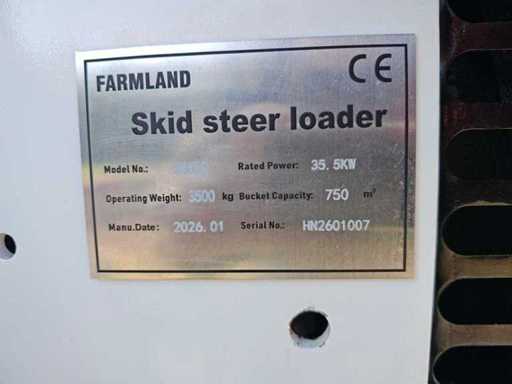 FARMLAND CE
Skid steer loader
Model No.: Rated Power: 35.5KW
Operating Weight: 3500 kg Bucket Capacity: 750 m³
Manu.Date: 2026.01 Serial No.: HN2601007